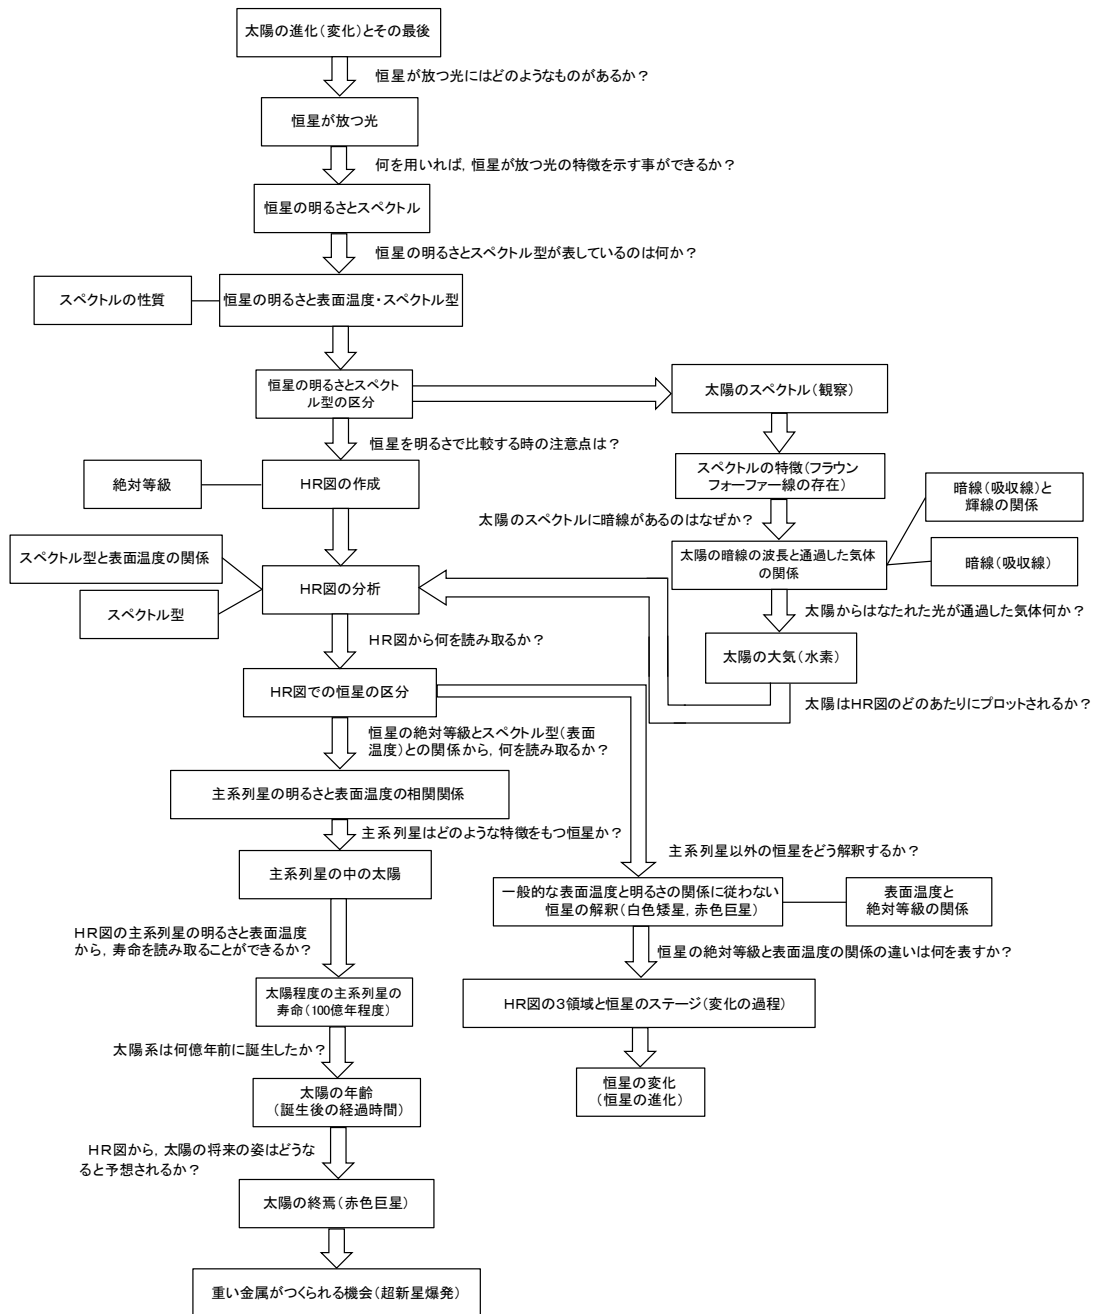 太陽の進化(変化)とその最後
恒星が放つ光にはどのようなものがあるか？
恒星が放つ光
何を用いれば，恒星が放つ光の特徴を示す事ができるか？
恒星の明るさとスペクトル
恒星の明るさとスペクトル型が表しているのは何か？
スペクトルの性質
恒星の明るさと表面温度・スペクトル型
恒星の明るさとスペクト
ル型の区分
太陽のスペクトル(観察)
恒星を明るさで比較する時の注意点は？
絶対等級
HR図の作成
スペクトルの特徴(フラウン
フォーファー線の存在)
暗線(吸収線)と
輝線の関係
太陽のスペクトルに暗線があるのはなぜか？
スペクトル型と表面温度の関係
太陽の暗線の波長と通過した気体
の関係
暗線(吸収線)
HR図の分析
スペクトル型
太陽からはなたれた光が通過した気体何か？
HR図から何を読み取るか？
太陽の大気(水素)
HR図での恒星の区分
太陽はHR図のどのあたりにプロットされるか？
恒星の絶対等級とスペクトル型(表面
温度)との関係から，何を読み取るか？
主系列星の明るさと表面温度の相関関係
主系列星はどのような特徴をもつ恒星か？
主系列星以外の恒星をどう解釈するか？
主系列星の中の太陽
一般的な表面温度と明るさの関係に従わない
恒星の解釈(白色矮星，赤色巨星)
表面温度と
絶対等級の関係
HR図の主系列星の明るさと表面温度
から，寿命を読み取ることができるか？
恒星の絶対等級と表面温度の関係の違いは何を表すか？
太陽程度の主系列星の
寿命(100億年程度)
HR図の３領域と恒星のステージ(変化の過程)
太陽系は何億年前に誕生したか？
太陽の年齢
(誕生後の経過時間)
恒星の変化
(恒星の進化)
HR図から，太陽の将来の姿はどうな
ると予想されるか？
太陽の終焉(赤色巨星)
重い金属がつくられる機会(超新星爆発)